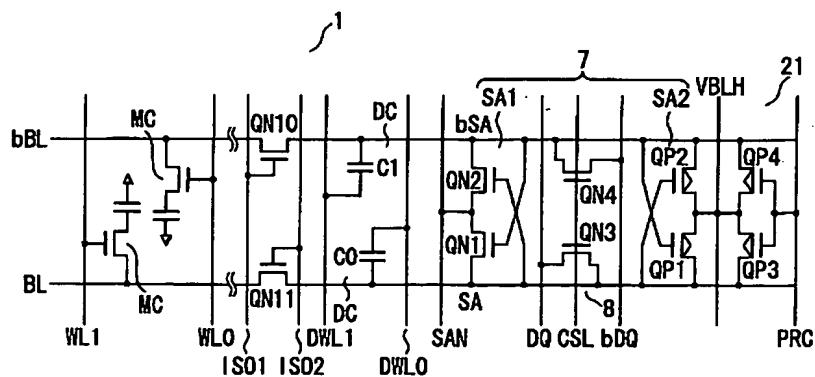 1
7
21
VBLH
MC
QN10
DC
SA1
bSA
SA2
bBL
C1
QN2
QN4
QP2
QP4
QN1
QN3
C0
QP1
QP3
BL
MC
QN11
DC
SA
8
WL1
WL0
DWL1
SAN
DQ
CSL
bDQ
PRC
ISO1
ISO2
DWL0